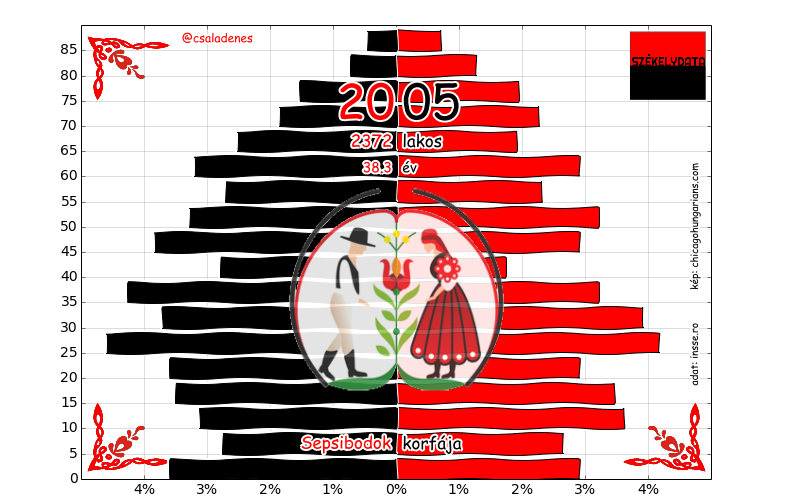 @csaladenes
SZÉKELYDATA
2005
2372 lakos
38.3 év
kép: chicagohungarians.com
adat: insse.ro
Sepsibodok korfája
85
80
75
70
65
60
55
50
45
40
35
30
25
20
15
10
5
0
4% 3% 2% 1% 0% 1% 2% 3% 4%